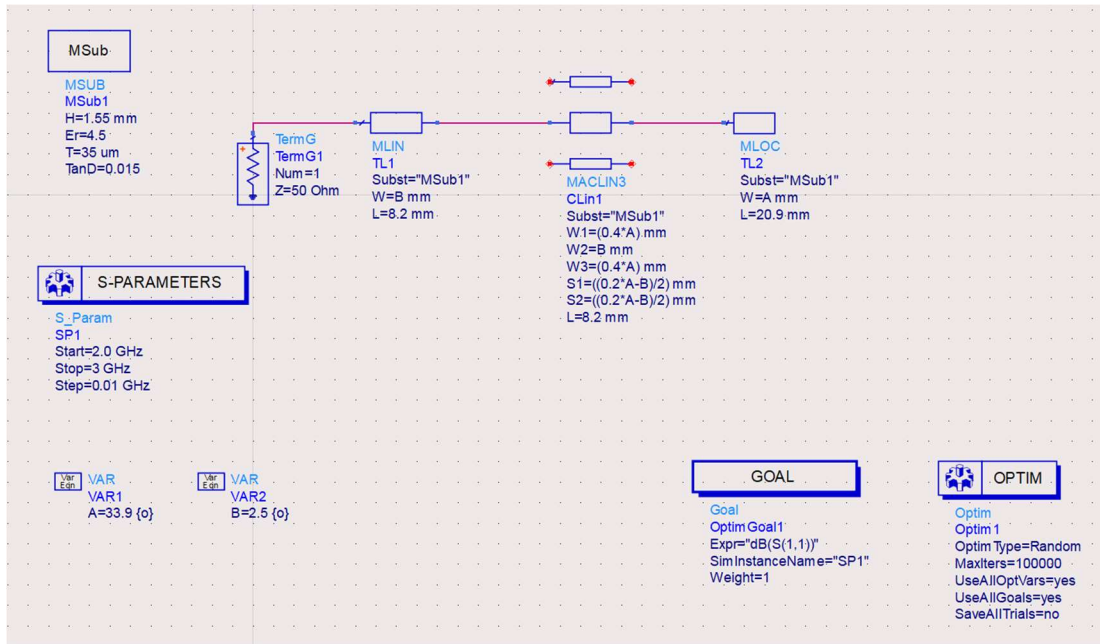 MSub
MSUB
MSub1
H=1.55 mm
Er=4.5
T=35 um
TanD=0.015
TermG
TermG1
Num=1
Z=50 Ohm
MLIN
TL1
Subst="MSub1"
W=B mm
L=8.2 mm
MACLIN3
CLin1
Subst="MSub1"
W1=(0.4*A) mm
W2=B mm
W3=(0.4*A) mm
S1=((0.2*A-B)/2) mm
S2=((0.2*A-B)/2) mm
L=8.2 mm
MLOC
TL2
Subst="MSub1"
W=A mm
L=20.9 mm
S-PARAMETERS
S_Param
SP1
Start=2.0 GHz
Stop=3 GHz
Step=0.01 GHz
Var
Eqn
VAR
VAR1
A=33.9 {o}
Var
Eqn
VAR
VAR2
B=2.5 {o}
GOAL
Goal
OptimGoal1
Expr="dB(S(1,1))"
SimInstanceName="SP1"
Weight=1
OPTIM
Optim
Optim1
OptimType=Random
MaxIters=100000
UseAllOptVars=yes
UseAllGoals=yes
SaveAllTrials=no